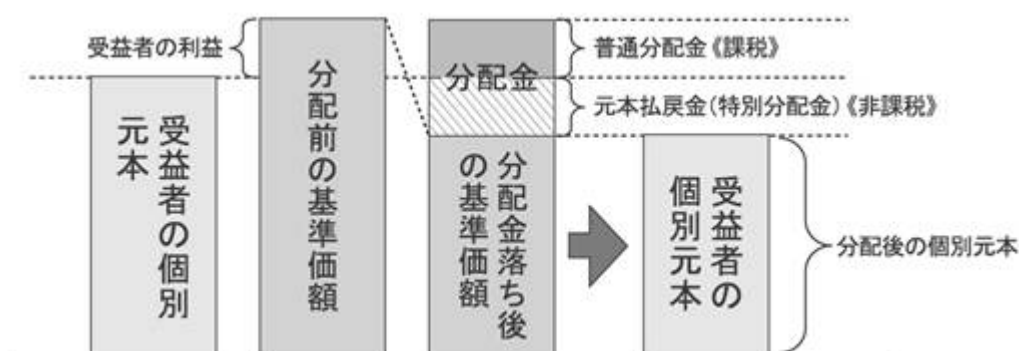 受益者の利益
受益者の個別
元本
分配前の基準価額
分配金
分配金落ち後
の基準価額
普通分配金《課税》
元本払戻金(特別分配金)《非課税》
受益者の
個別元本
分配後の個別元本